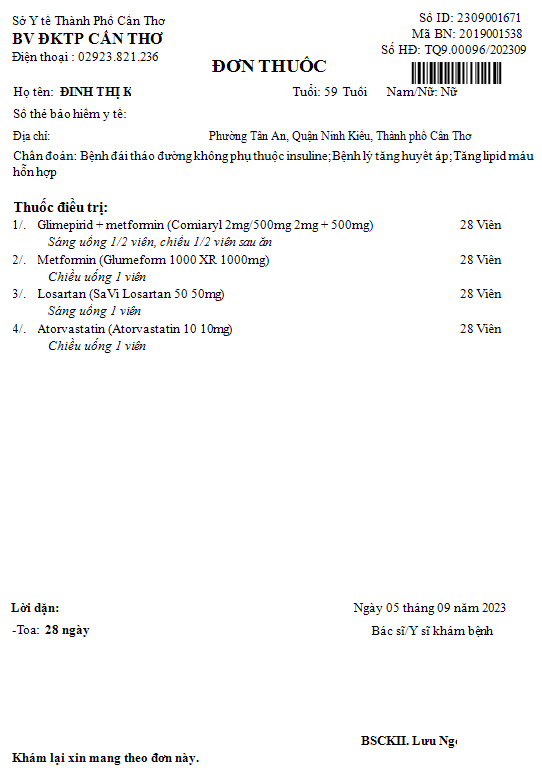 Sở Y tế Thành Phố Cần Thơ
Số ID: 2309001671
BV ĐKTP CẦN THƠ
Mã BN: 2019001538
Điện thoại : 02923.821.236
Số HĐ: TQ9.00096/202309
ĐƠN THUỐC
Họ tên: ĐINH THỊ K
Tuổi: 59 Tuổi
Nam/Nữ: Nữ
Số thẻ bảo hiểm y tế:
Địa chỉ: Phường Tân An, Quận Ninh Kiều, Thành phố Cần Thơ
Chẩn đoán: Bệnh đái tháo đường không phụ thuộc insuline; Bệnh lý tăng huyết áp; Tăng lipid máu
hỗn hợp
Thuốc điều trị:
1/. Glimepirid + metformin (Comiaryl 2mg/500mg 2mg + 500mg) 28 Viên
Sáng uống 1/2 viên, chiều 1/2 viên sau ăn
2/. Metformin (Glumeform 1000 XR 1000mg) 28 Viên
Chiều uống 1 viên
3/. Losartan (SaVi Losartan 50 50mg) 28 Viên
Sáng uống 1 viên
4/. Atorvastatin (Atorvastatin 10 10mg) 28 Viên
Chiều uống 1 viên
Lời dặn:
Ngày 05 tháng 09 năm 2023
-Toa: 28 ngày
Bác sĩ/Y sĩ khám bệnh
BSCKII. Lưu Ngọ
Khám lại xin mang theo đơn này.